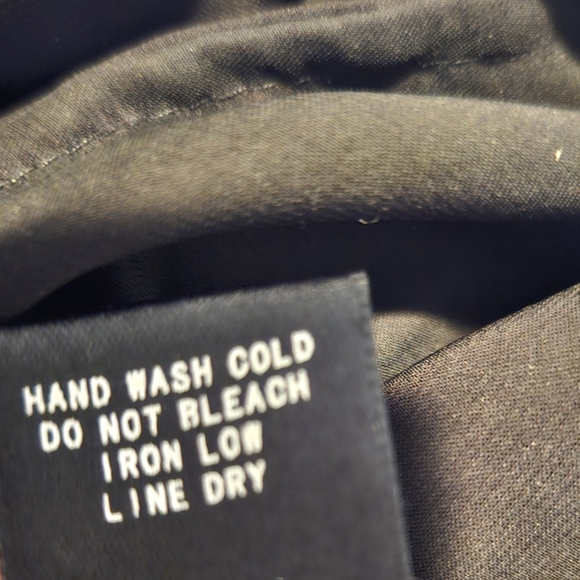 HAND WASH COLD
DO NOT BLEACH
IRON LOW
LINE DRY